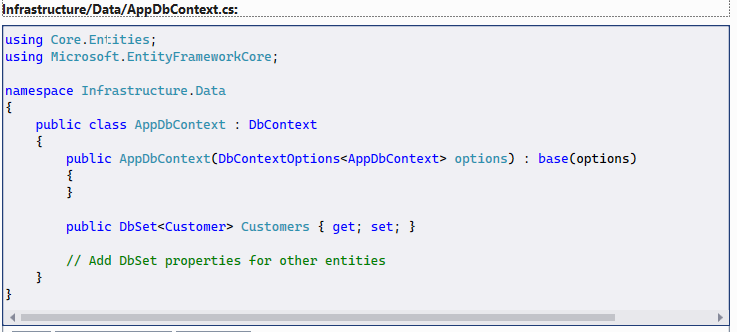 Infrastructure/Data/AppDbContext.cs:
using Core.Entities;
using Microsoft.EntityFrameworkCore;
namespace Infrastructure.Data
{
    public class AppDbContext : DbContext
    {
        public AppDbContext(DbContextOptions<AppDbContext> options) : base(options)
        {
        }
        public DbSet<Customer> Customers { get; set; }
        // Add DbSet properties for other entities
    }
}